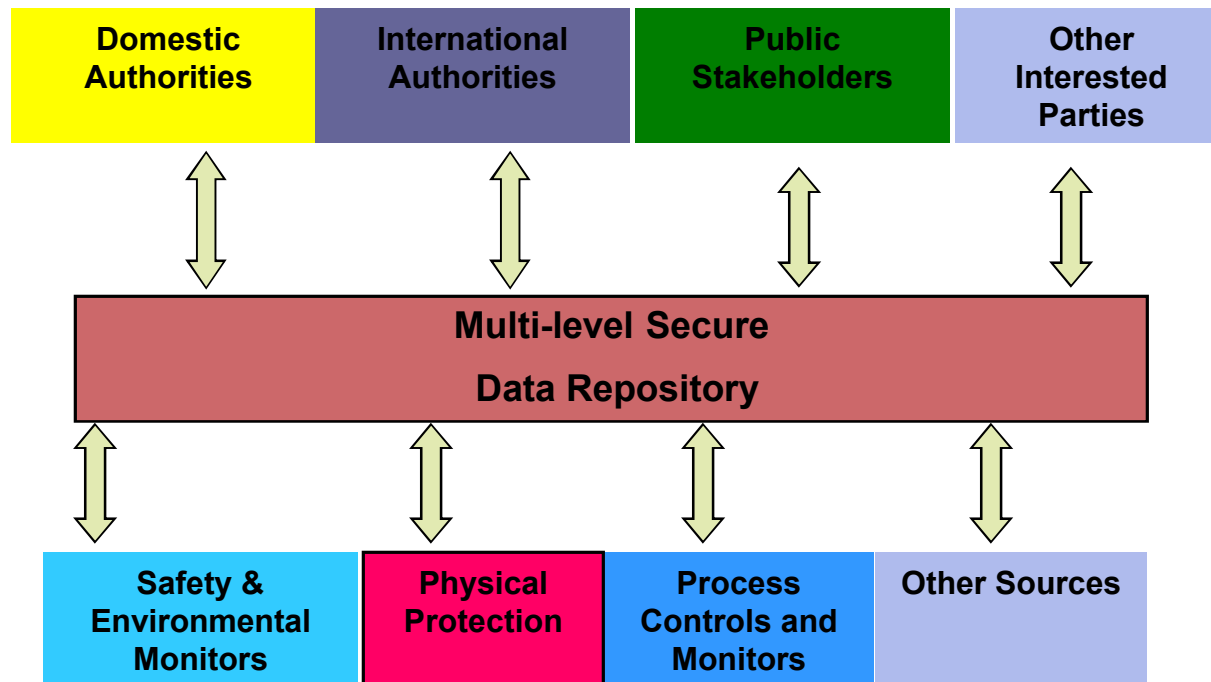 Domestic
Authorities
International
Authorities
Public
Stakeholders
Other
Interested
Parties
Multi-level Secure
Data Repository
Safety &
Environmental
Monitors
Physical
Protection
Process
Controls and
Monitors
Other Sources